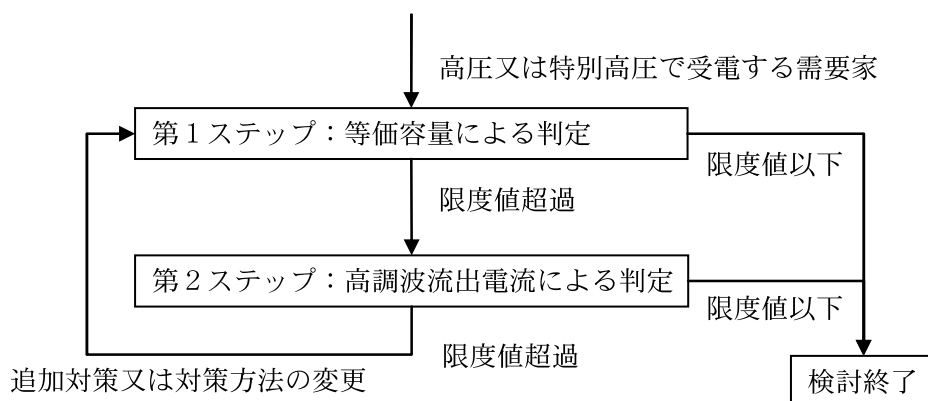 高圧又は特別高圧で受電する需要家
第１ステップ：等価容量による判定
限度値以下
限度値超過
第２ステップ：高調波流出電流による判定
限度値以下
限度値超過
追加対策又は対策方法の変更
検討終了